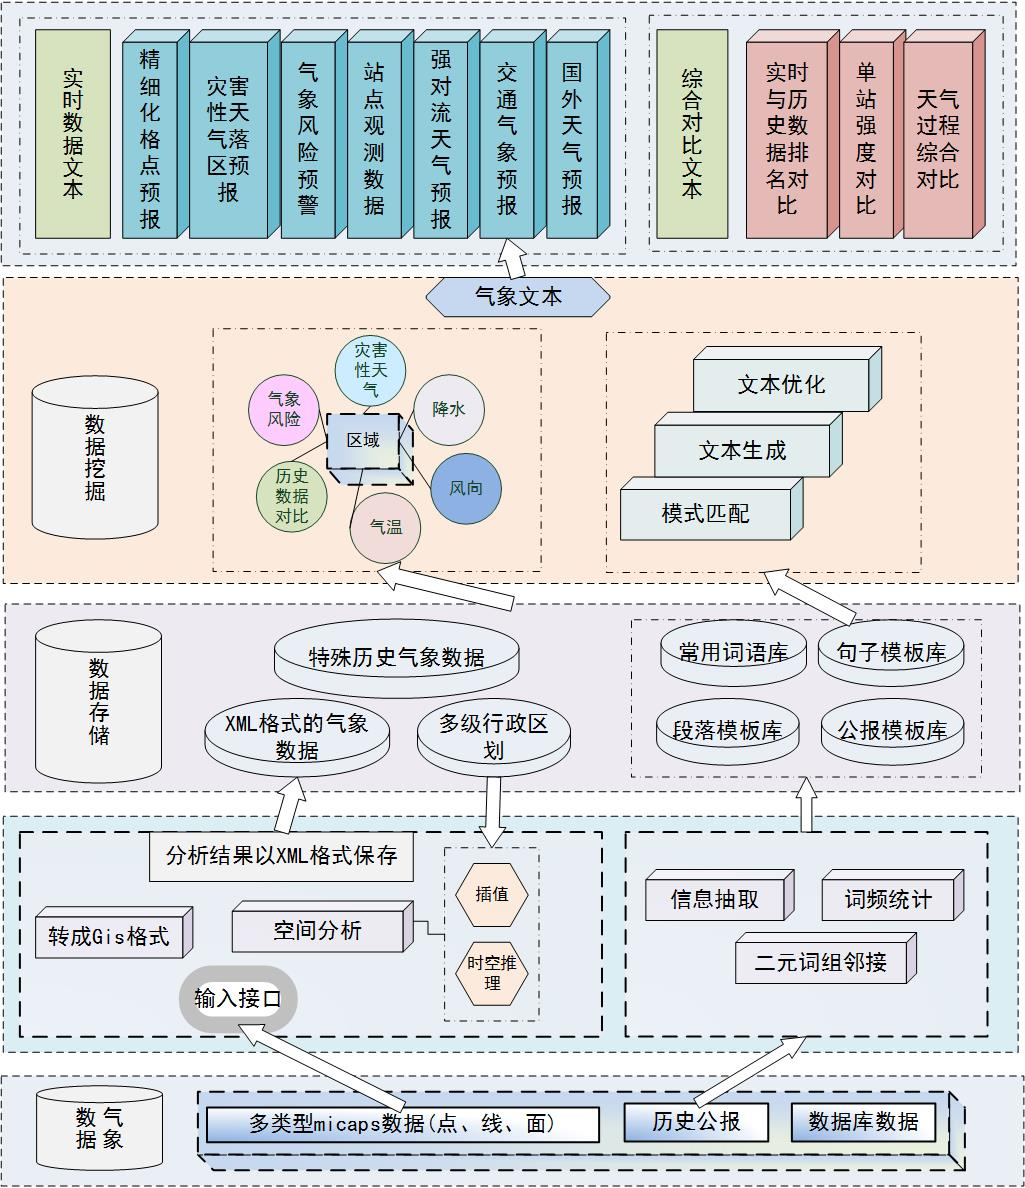 实时数据文本
精细化格点预报
灾害
性天
气落
区预
报
气象风险预警
站点观测数据
强对流天气预报
交通气象预报
国外天气预报
综合对比文本
实时
与历
史数
据排
名对
比
单站强度对比
天气
过程
综合
对比
气象文本
数据挖掘
灾害
性天
气
气象
风险
降水
区域
历史
数据
对比
风向
气温
文本优化
文本生成
模式匹配
数据存储
特殊历史气象数据
XML格式的气象
数据
多级行政区
划
常用词语库
句子模板库
段落模板库
公报模板库
分析结果以XML格式保存
转成Gis格式
空间分析
插值
时空推
理
输入接口
信息抽取
词频统计
二元词组邻接
数气
据象
多类型micaps数据(点、线、面)
历史公报
数据库数据